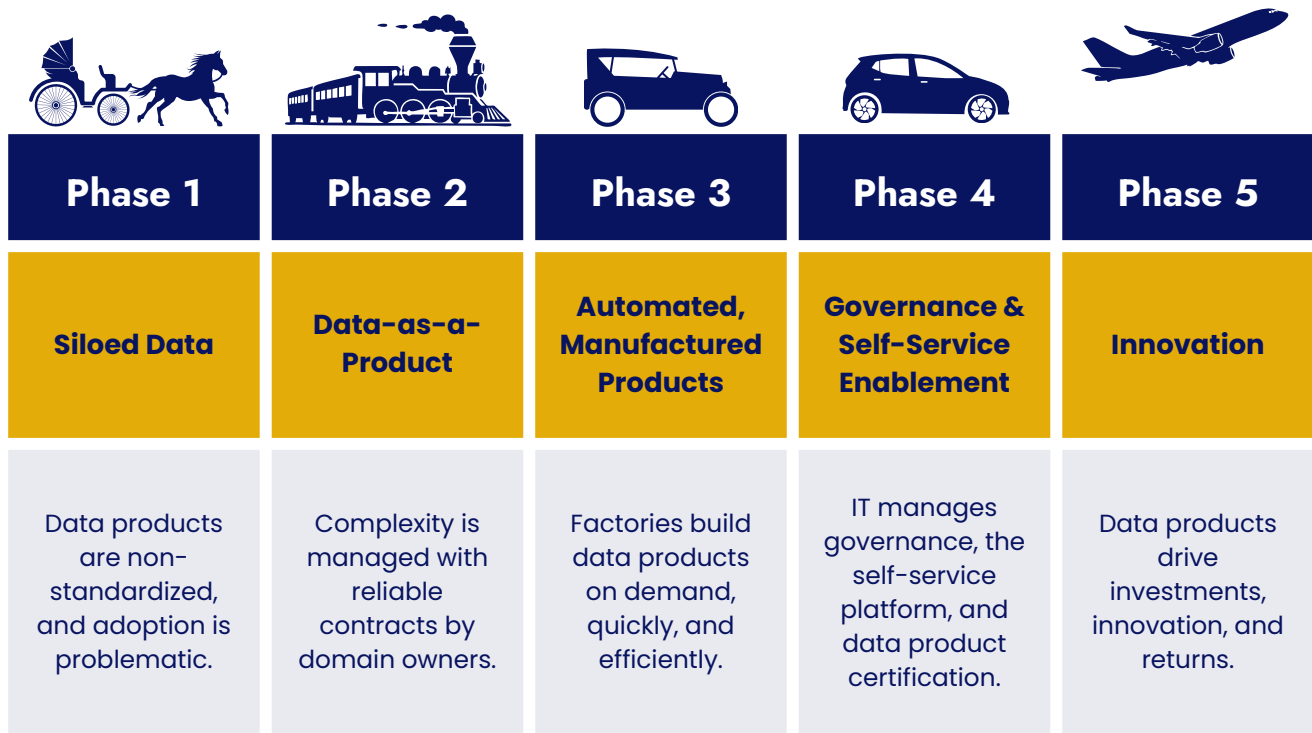 Phase 1
Phase 2
Phase 3
Phase 4
Phase 5
Siloed Data
Data-as-a-
Product
Automated,
Manufactured
Products
Governance &
Self-Service
Enablement
Innovation
Data products
are non-
standardized,
and adoption is
problematic.
Complexity is
managed with
reliable
contracts by
domain owners.
Factories build
data products
on demand,
quickly, and
efficiently.
IT manages
governance, the
self-service
platform, and
data product
certification.
Data products
drive
investments,
innovation, and
returns.